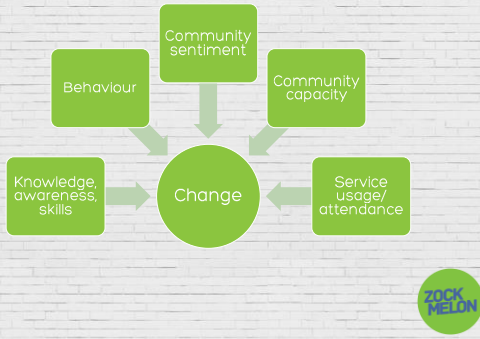 Community
sentiment
Behaviour
Community
capacity
Knowledge,
awareness,
skills
Change
Service
usage/
attendance
ZOCK
MELON